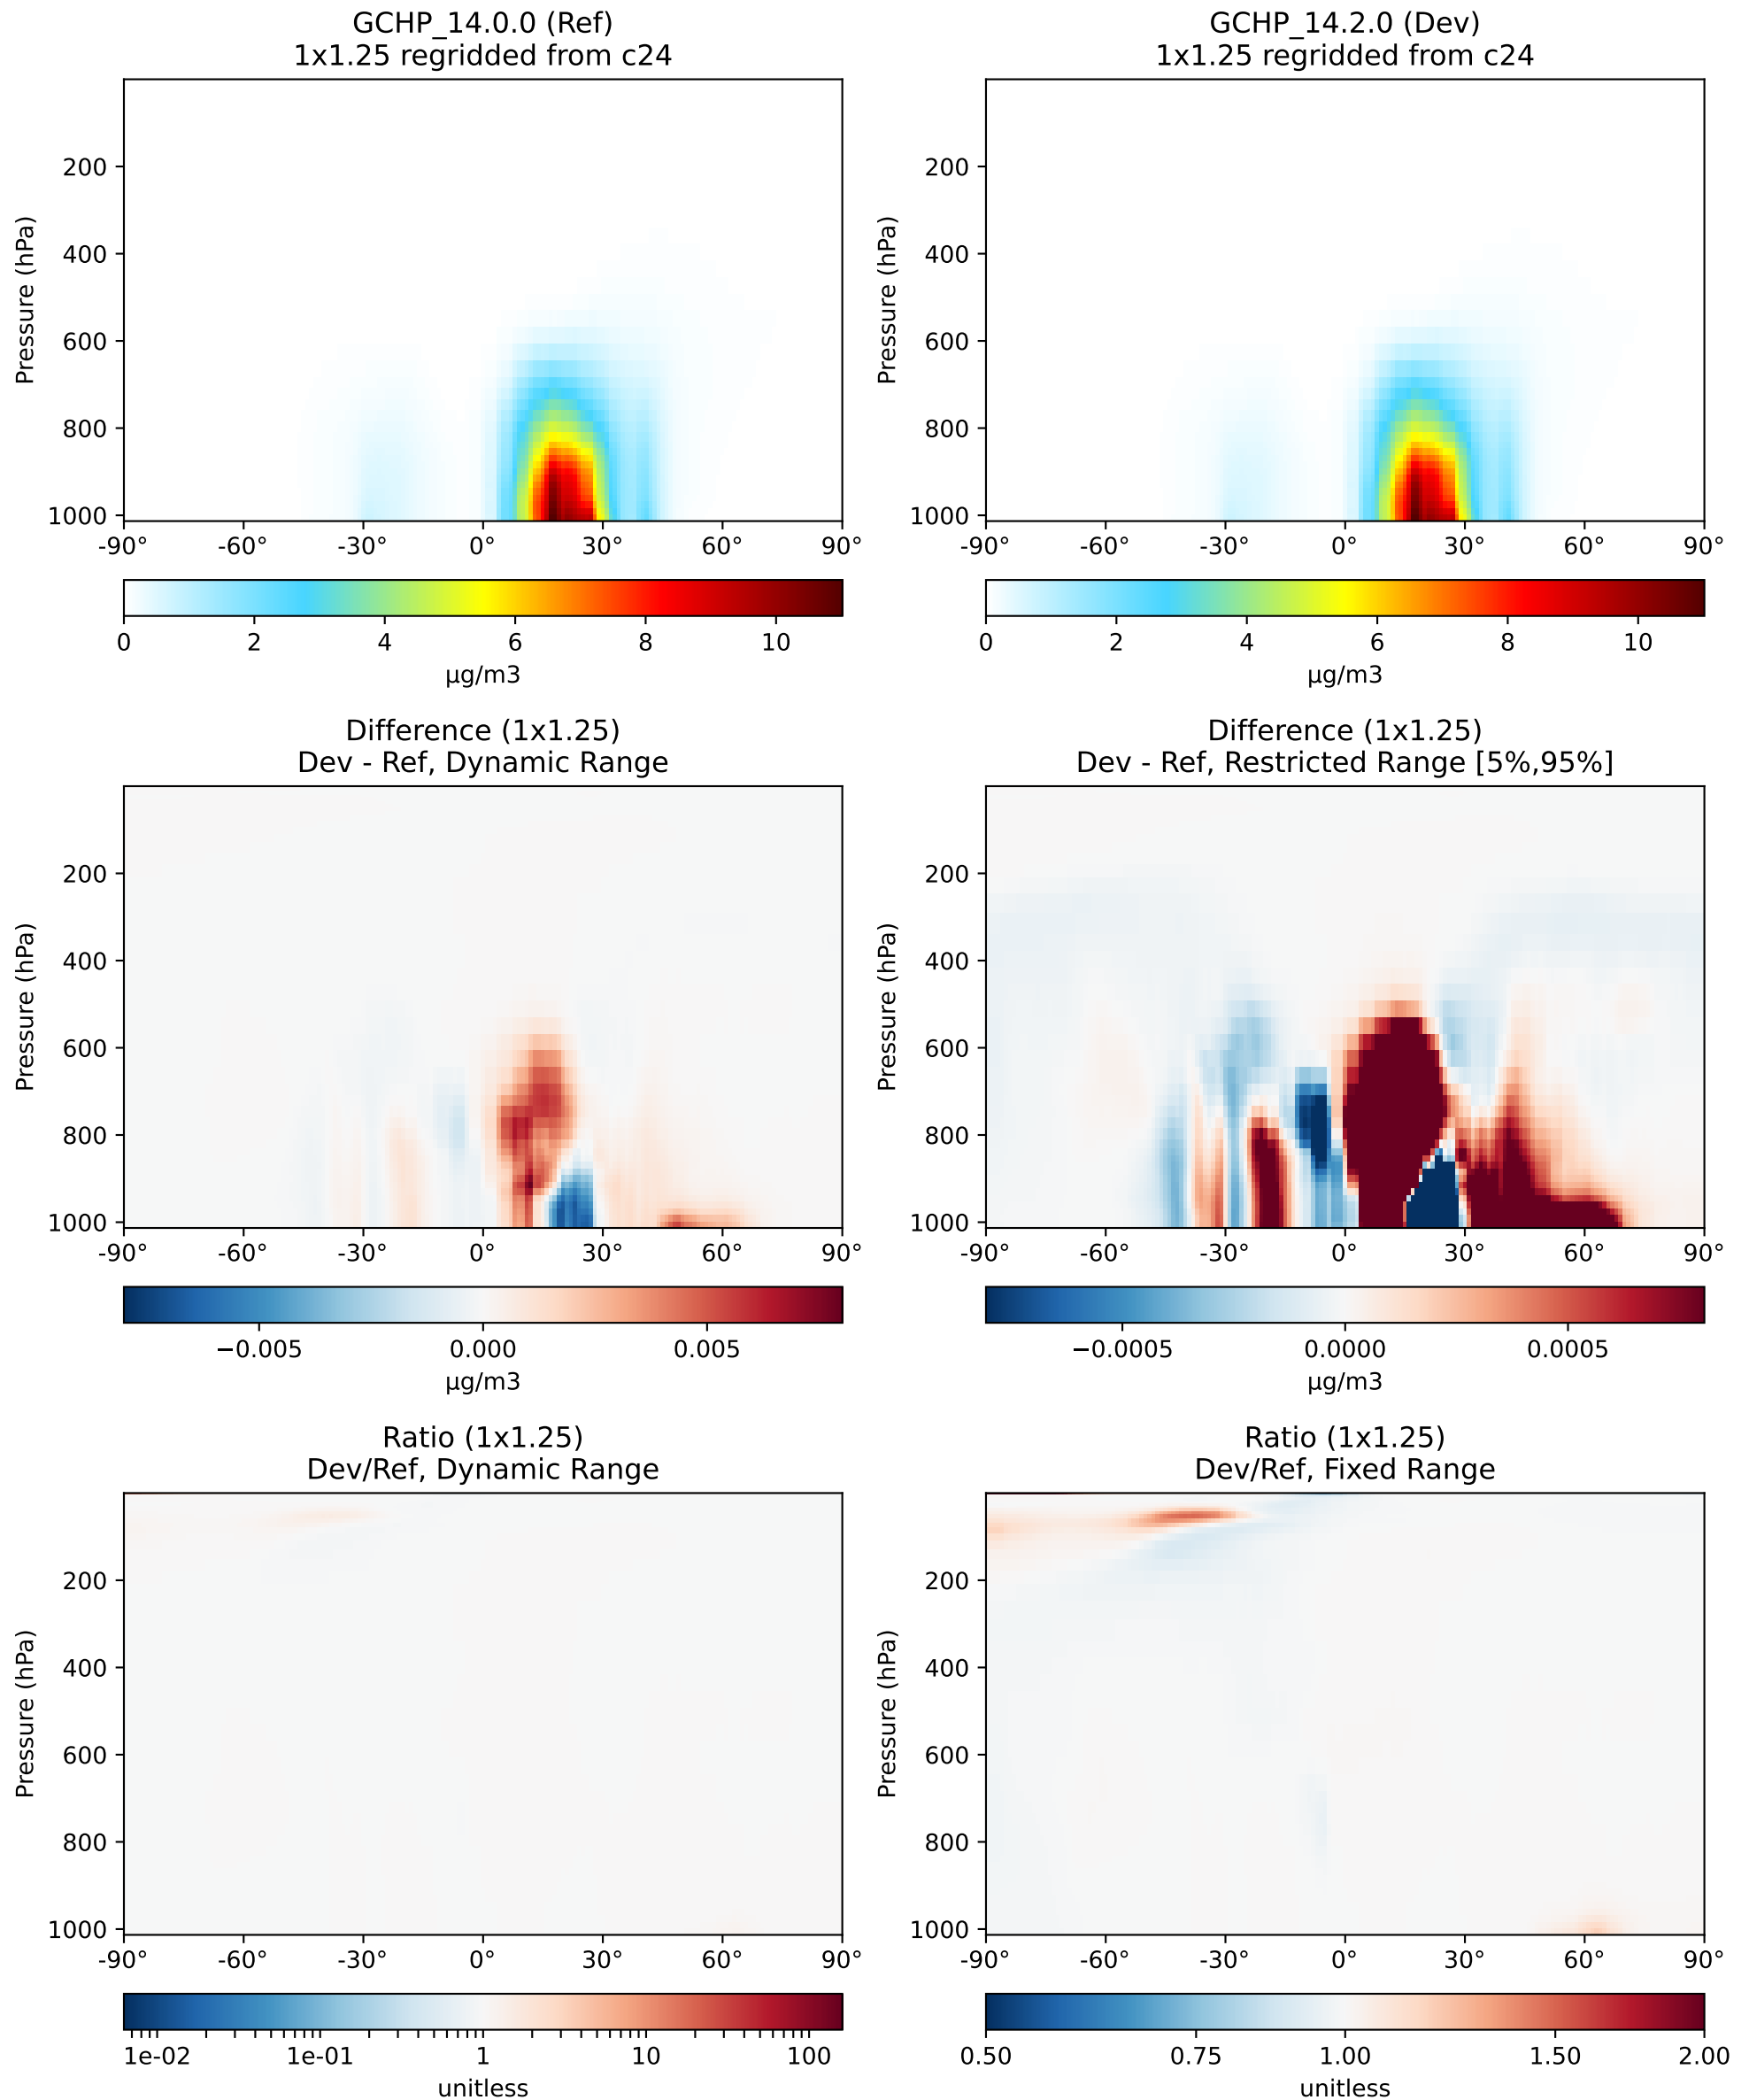 GCHP_14.0.0 (Ref)
1x1.25 regridded from c24
Pressure (hPa)
200
400
600
800
1000
-90° -60° -30° 0° 30° 60° 90°
0 2 4 6 8 10
µg/m3
GCHP_14.2.0 (Dev)
1x1.25 regridded from c24
Pressure (hPa)
200
400
600
800
1000
-90° -60° -30° 0° 30° 60° 90°
0 2 4 6 8 10
µg/m3
Difference (1x1.25)
Dev - Ref, Dynamic Range
Pressure (hPa)
200
400
600
800
1000
-90° -60° -30° 0° 30° 60° 90°
−0.005 0.000 0.005
µg/m3
Difference (1x1.25)
Dev - Ref, Restricted Range [5%,95%]
Pressure (hPa)
200
400
600
800
1000
-90° -60° -30° 0° 30° 60° 90°
−0.0005 0.0000 0.0005
µg/m3
Ratio (1x1.25)
Dev/Ref, Dynamic Range
Pressure (hPa)
200
400
600
800
1000
-90° -60° -30° 0° 30° 60° 90°
1e-02 1e-01 1 10 100
unitless
Ratio (1x1.25)
Dev/Ref, Fixed Range
Pressure (hPa)
200
400
600
800
1000
-90° -60° -30° 0° 30° 60° 90°
0.50 0.75 1.00 1.50 2.00
unitless